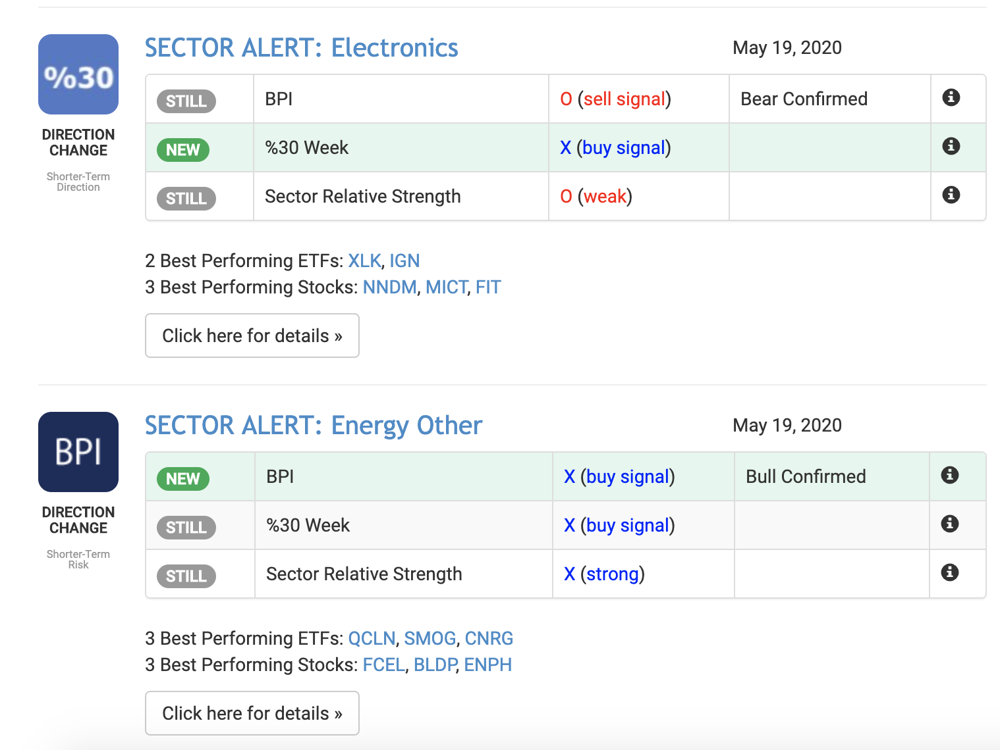 %30
DIRECTION
CHANGE
Shorter-Term
Direction
SECTOR ALERT: Electronics
May 19, 2020
STILL BPI O (sell signal) Bear Confirmed
NEW %30 Week X (buy signal)
STILL Sector Relative Strength O (weak)
2 Best Performing ETFs: XLK, IGN
3 Best Performing Stocks: NNDM, MICT, FIT
Click here for details »
BPI
DIRECTION
CHANGE
Shorter-Term
Risk
SECTOR ALERT: Energy Other
May 19, 2020
NEW BPI X (buy signal) Bull Confirmed
STILL %30 Week X (buy signal)
STILL Sector Relative Strength X (strong)
3 Best Performing ETFs: QCLN, SMOG, CNRG
3 Best Performing Stocks: FCEL, BLDP, ENPH
Click here for details »